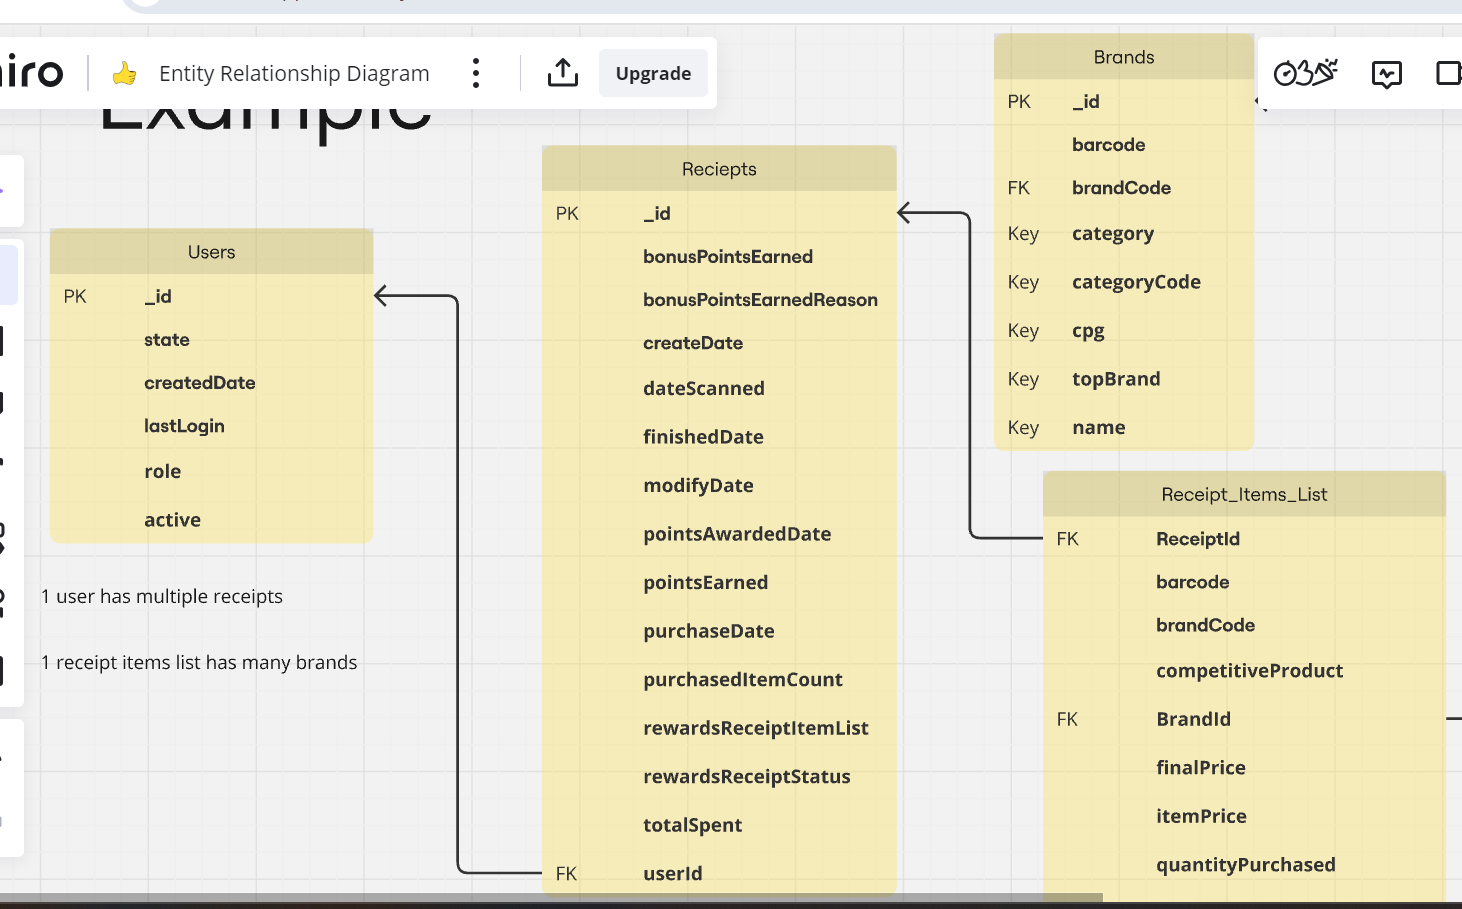 iro
Entity Relationship Diagram
Upgrade
Example
Users
PK _id
state
createdDate
lastLogin
role
active
1 user has multiple receipts
1 receipt items list has many brands
Reciepts
PK _id
bonusPointsEarned
bonusPointsEarnedReason
createDate
dateScanned
finishedDate
modifyDate
pointsAwardedDate
pointsEarned
purchaseDate
purchasedItemCount
rewardsReceiptItemList
rewardsReceiptStatus
totalSpent
FK userId
Brands
PK _id
barcode
FK brandCode
Key category
Key categoryCode
Key cpg
Key topBrand
Key name
Receipt_Items_List
FK ReceiptId
barcode
brandCode
competitiveProduct
FK BrandId
finalPrice
itemPrice
quantityPurchased